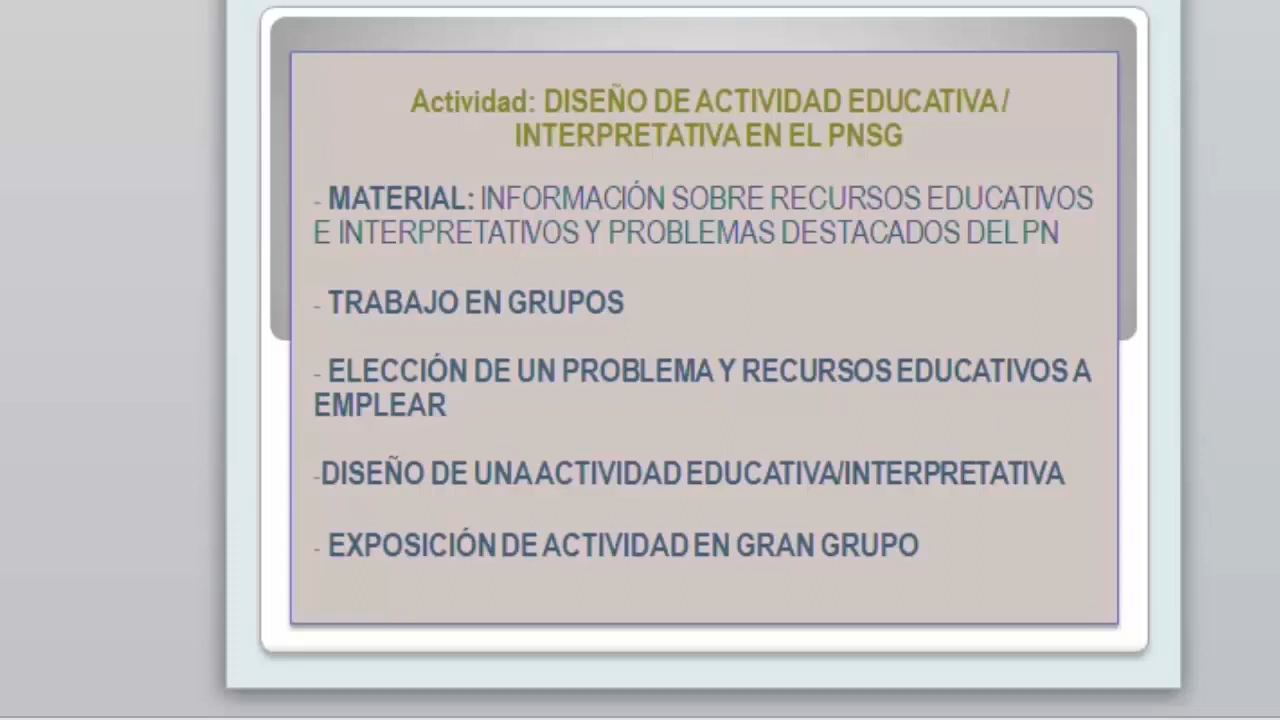 Actividad: DISEÑO DE ACTIVIDAD EDUCATIVA /
INTERPRETATIVA EN EL PNSG
- MATERIAL: INFORMACIÓN SOBRE RECURSOS EDUCATIVOS
E INTERPRETATIVOS Y PROBLEMAS DESTACADOS DEL PN
- TRABAJO EN GRUPOS
- ELECCIÓN DE UN PROBLEMA Y RECURSOS EDUCATIVOS A
EMPLEAR
-DISEÑO DE UNA ACTIVIDAD EDUCATIVA/INTERPRETATIVA
- EXPOSICIÓN DE ACTIVIDAD EN GRAN GRUPO